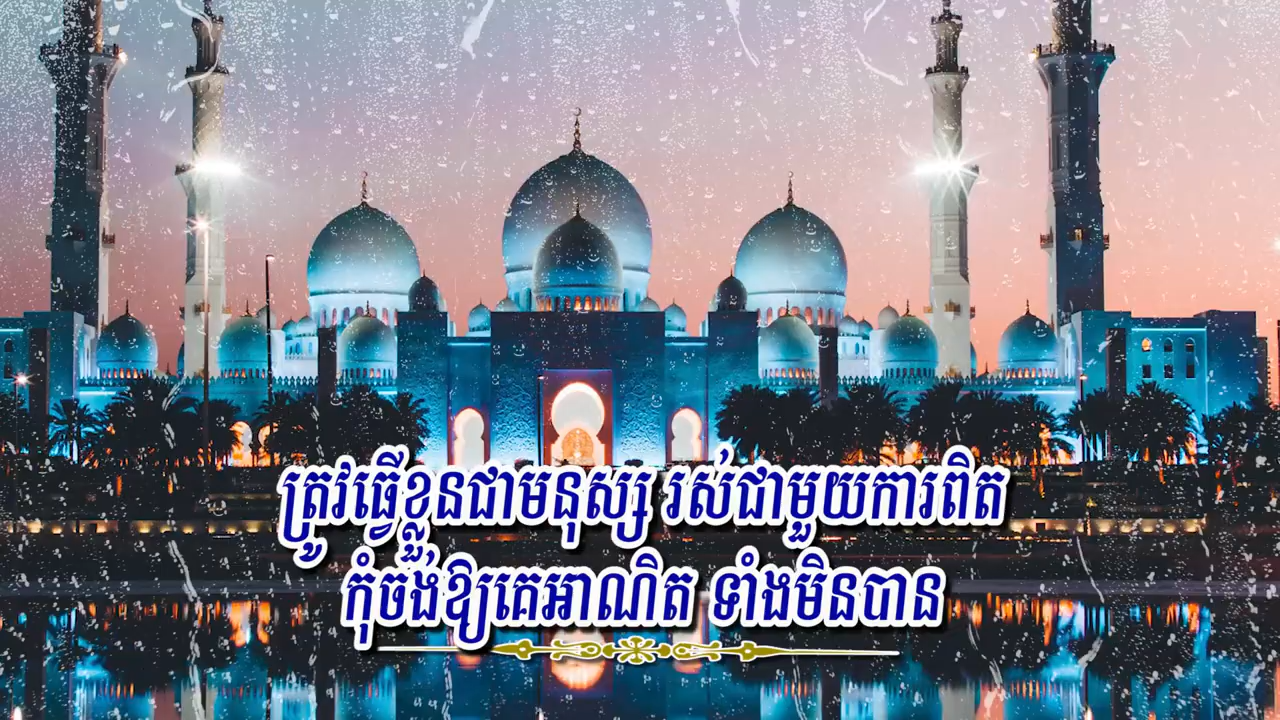 ត្រូវធ្វើខ្លួនជាមនុស្ស រស់ជាមួយការពិត
កុំចង់ឱ្យគេអាណិត ទាំងមិនបាន